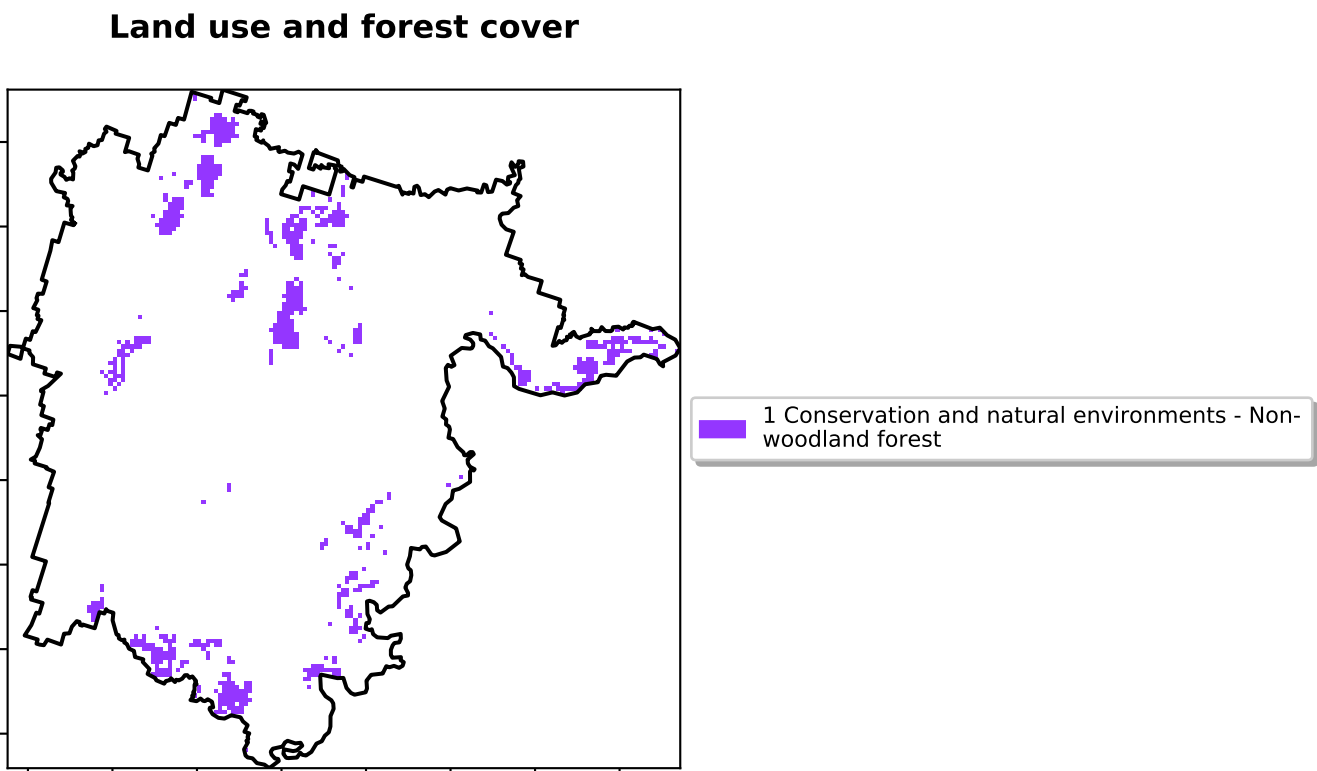 Land use and forest cover
1 Conservation and natural environments - Non-
woodland forest